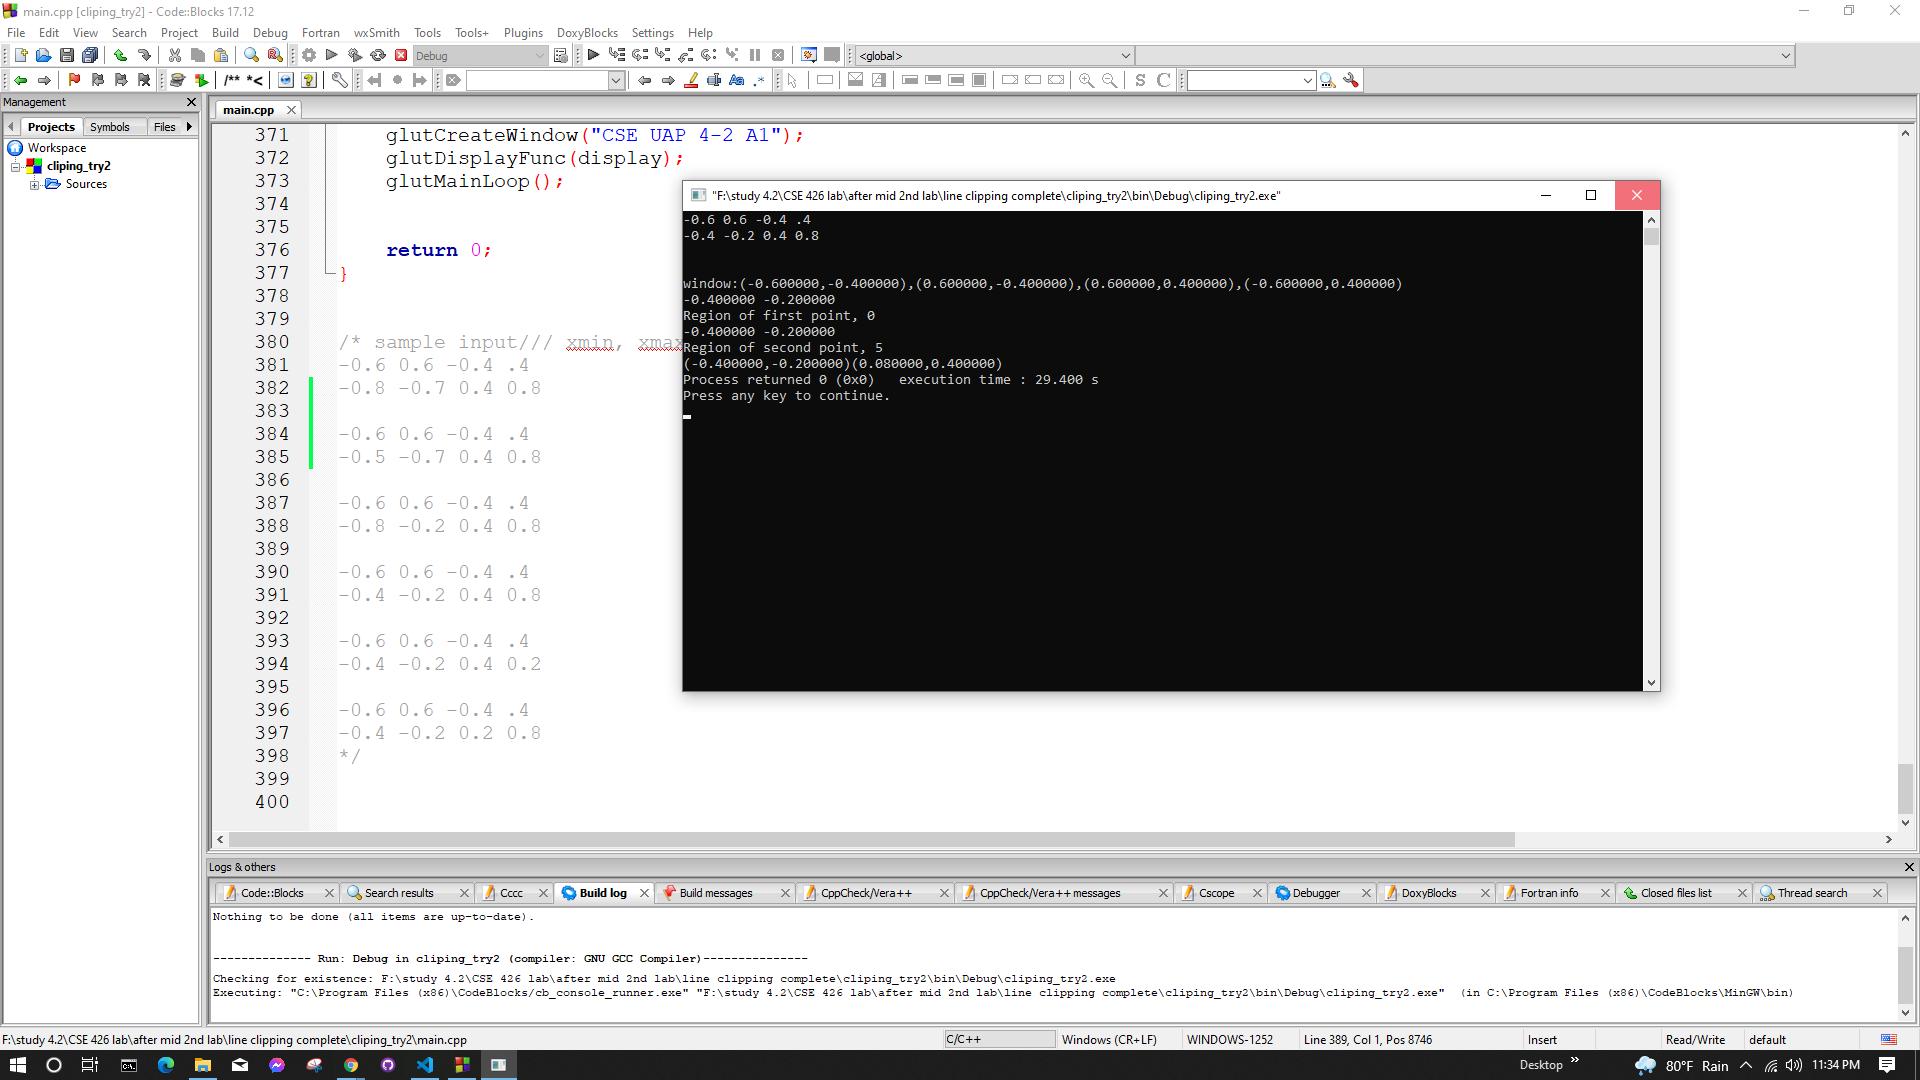 main.cpp [cliping_try2] - Code::Blocks 17.12
File Edit View Search Project Build Debug Fortran wxSmith Tools Tools+ Plugins DoxyBlocks Settings Help
Debug
<global>
/** *<
S C
Management
main.cpp
Projects Symbols Files
Workspace
cliping_try2
Sources
371 glutCreateWindow("CSE UAP 4-2 A1");
372 glutDisplayFunc(display);
373 glutMainLoop();
374
375
376 return 0;
377 }
378
379
380 /* sample input/// xmin, xmax
381 -0.6 0.6 -0.4 .4
382 -0.8 -0.7 0.4 0.8
383
384 -0.6 0.6 -0.4 .4
385 -0.5 -0.7 0.4 0.8
386
387 -0.6 0.6 -0.4 .4
388 -0.8 -0.2 0.4 0.8
389
390 -0.6 0.6 -0.4 .4
391 -0.4 -0.2 0.4 0.8
392
393 -0.6 0.6 -0.4 .4
394 -0.4 -0.2 0.4 0.2
395
396 -0.6 0.6 -0.4 .4
397 -0.4 -0.2 0.2 0.8
398 */
399
400
"F:\study 4.2\CSE 426 lab\after mid 2nd lab\line clipping complete\cliping_try2\bin\Debug\cliping_try2.exe"
-0.6 0.6 -0.4 .4
-0.4 -0.2 0.4 0.8
window:(-0.600000,-0.400000),(0.600000,-0.400000),(0.600000,0.400000),(-0.600000,0.400000)
-0.400000 -0.200000
Region of first point, 0
-0.400000 -0.200000
Region of second point, 5
(-0.400000,-0.200000)(0.080000,0.400000)
Process returned 0 (0x0)   execution time : 29.400 s
Press any key to continue.
Logs & others
Code::Blocks Search results Cccc Build log Build messages CppCheck/Vera++ CppCheck/Vera++ messages Cscope Debugger DoxyBlocks Fortran info Closed files list Thread search
Nothing to be done (all items are up-to-date).
-------------- Run: Debug in cliping_try2 (compiler: GNU GCC Compiler)---------------
Checking for existence: F:\study 4.2\CSE 426 lab\after mid 2nd lab\line clipping complete\cliping_try2\bin\Debug\cliping_try2.exe
Executing: "C:\Program Files (x86)\CodeBlocks/cb_console_runner.exe" "F:\study 4.2\CSE 426 lab\after mid 2nd lab\line clipping complete\cliping_try2\bin\Debug\cliping_try2.exe"  (in C:\Program Files (x86)\CodeBlocks\MinGW\bin)
F:\study 4.2\CSE 426 lab\after mid 2nd lab\line clipping complete\cliping_try2\main.cpp C/C++ Windows (CR+LF) WINDOWS-1252 Line 389, Col 1, Pos 8746 Insert Read/Write default
Desktop » 80°F Rain 11:34 PM